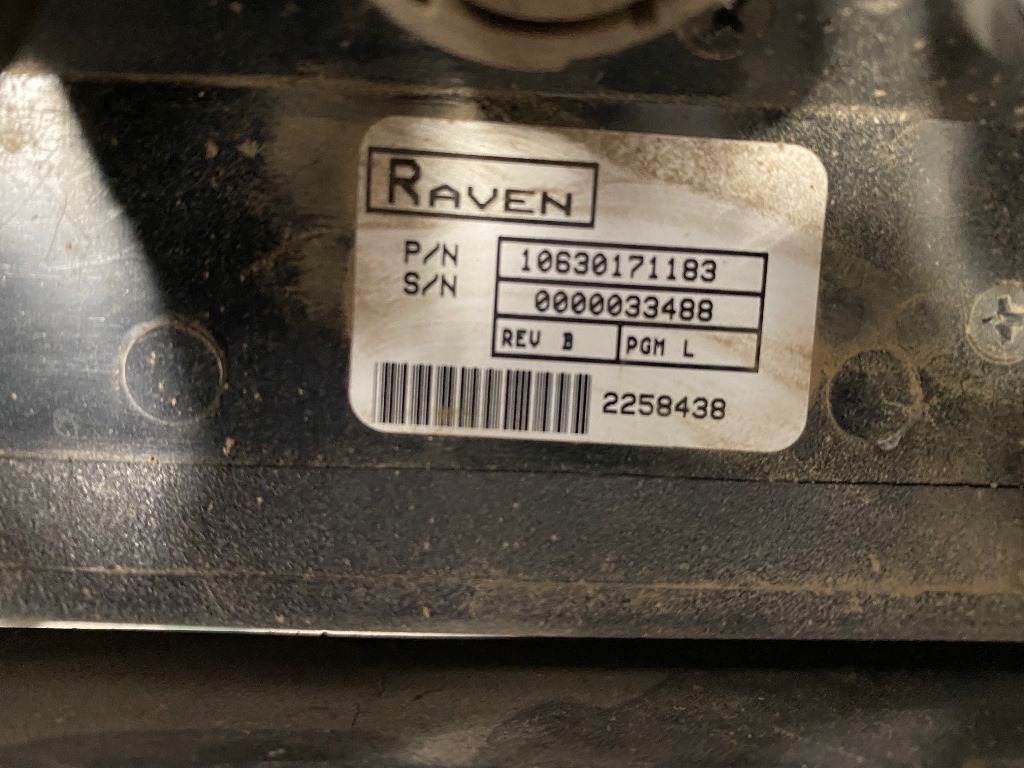 RAVEN
P/N 10630171183
S/N 0000033488
REV B PGM L
2258438